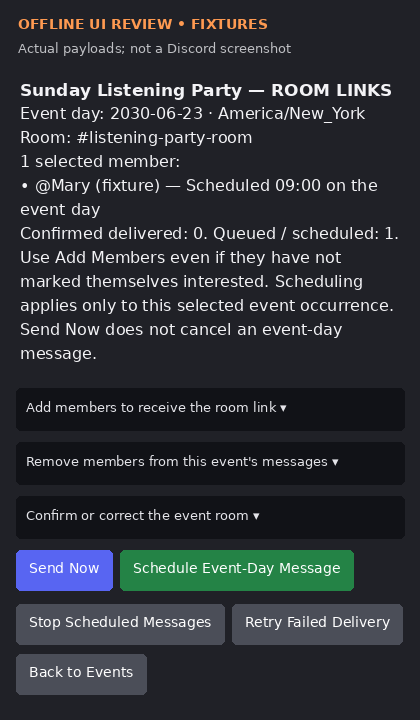 OFFLINE UI REVIEW • FIXTURES
Actual payloads; not a Discord screenshot
Sunday Listening Party — ROOM LINKS
Event day: 2030-06-23 · America/New_York
Room: #listening-party-room
1 selected member:
• @Mary (fixture) — Scheduled 09:00 on the
event day
Confirmed delivered: 0. Queued / scheduled: 1.
Use Add Members even if they have not
marked themselves interested. Scheduling
applies only to this selected event occurrence.
Send Now does not cancel an event-day
message.
Add members to receive the room link ▾
Remove members from this event's messages ▾
Confirm or correct the event room ▾
Send Now Schedule Event-Day Message
Stop Scheduled Messages Retry Failed Delivery
Back to Events